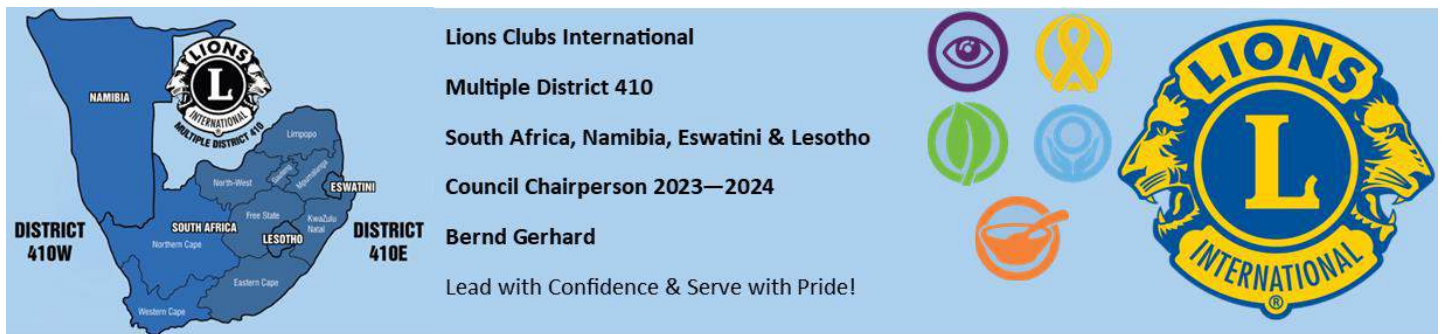 LIONS
L
INTERNATIONAL
®
MULTIPLE DISTRICT 410
NAMIBIA
Limpopo
North-West
Gauteng
Mpumalanga
ESWATINI
Free State
KwaZulu
Natal
SOUTH AFRICA
LESOTHO
Northern Cape
Eastern Cape
Western Cape
DISTRICT
410W
DISTRICT
410E
Lions Clubs International
Multiple District 410
South Africa, Namibia, Eswatini & Lesotho
Council Chairperson 2023—2024
Bernd Gerhard
Lead with Confidence & Serve with Pride!
LIONS
L
INTERNATIONAL
®